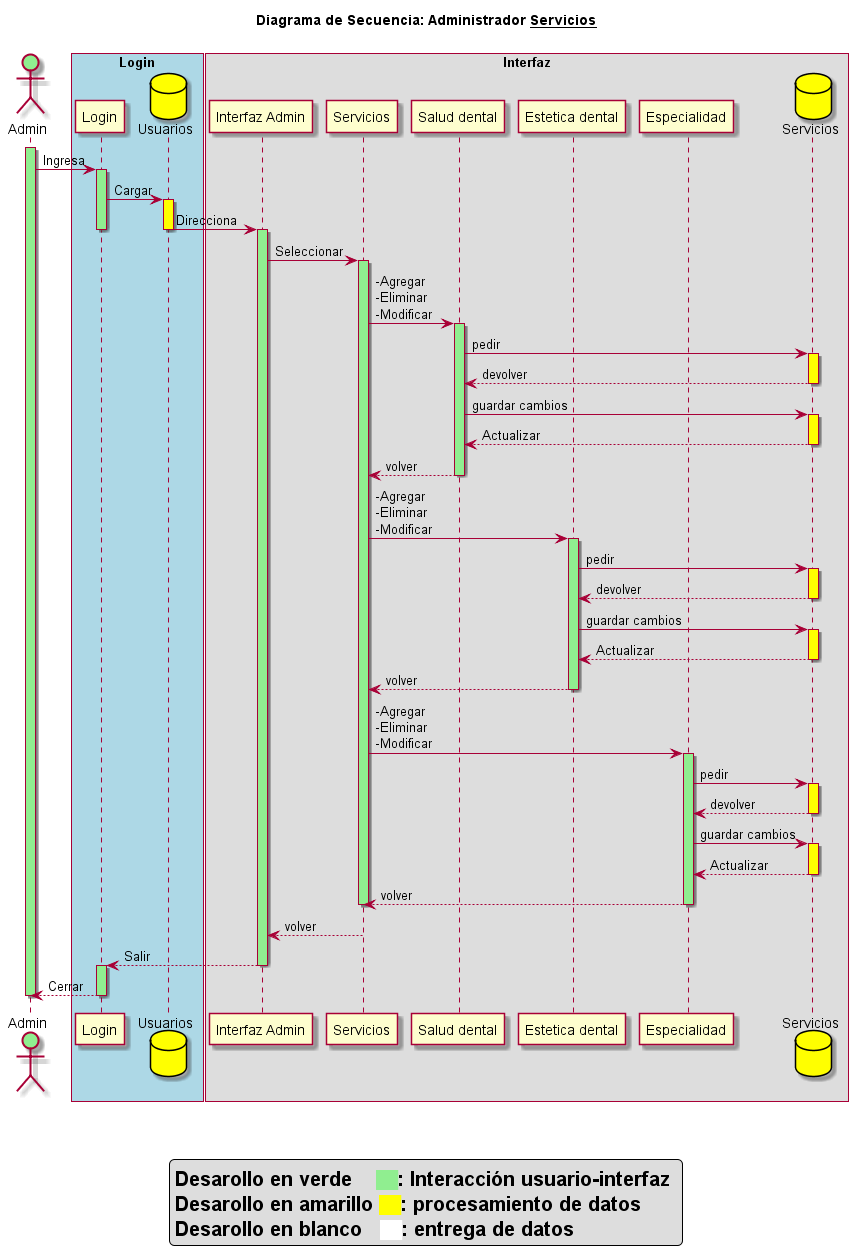 Diagrama de Secuencia: Administrador Servicios
Login
Interfaz
Admin
Login
Usuarios
Interfaz Admin
Servicios
Salud dental
Estetica dental
Especialidad
Servicios
Ingresa
Cargar
Direcciona
Seleccionar
-Agregar
-Eliminar
-Modificar
pedir
devolver
guardar cambios
Actualizar
volver
-Agregar
-Eliminar
-Modificar
pedir
devolver
guardar cambios
Actualizar
volver
-Agregar
-Eliminar
-Modificar
pedir
devolver
guardar cambios
Actualizar
volver
volver
Salir
Cerrar
Admin
Login
Usuarios
Interfaz Admin
Servicios
Salud dental
Estetica dental
Especialidad
Servicios
Desarollo en verde : Interacción usuario-interfaz
Desarollo en amarillo : procesamiento de datos
Desarollo en blanco : entrega de datos